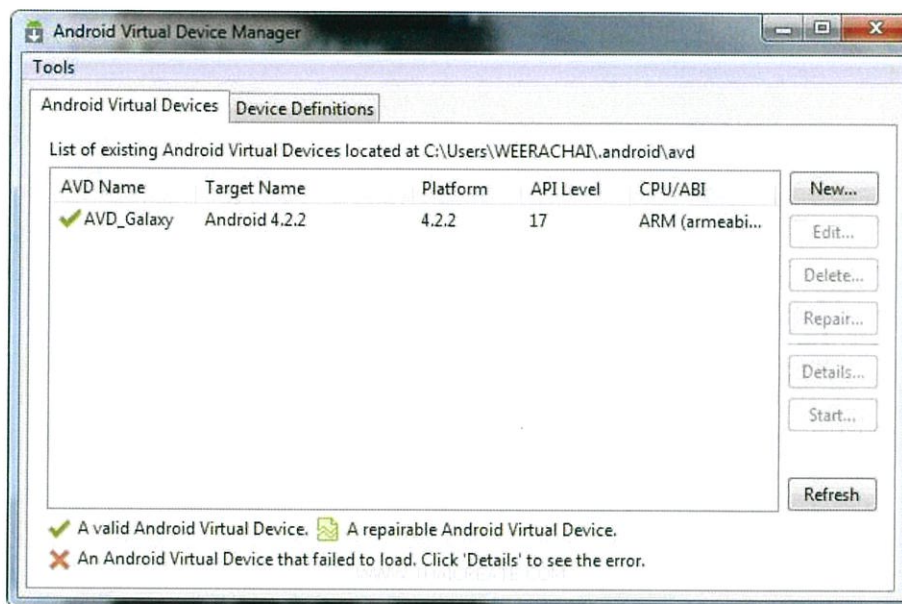 Android Virtual Device Manager
Tools
Android Virtual Devices Device Definitions
List of existing Android Virtual Devices located at C:\Users\WEERACHAI\.android\avd
AVD Name Target Name Platform API Level CPU/ABI
AVD_Galaxy Android 4.2.2 4.2.2 17 ARM (armeabi...
New...
Edit...
Delete...
Repair...
Details...
Start...
Refresh
A valid Android Virtual Device. A repairable Android Virtual Device.
An Android Virtual Device that failed to load. Click 'Details' to see the error.